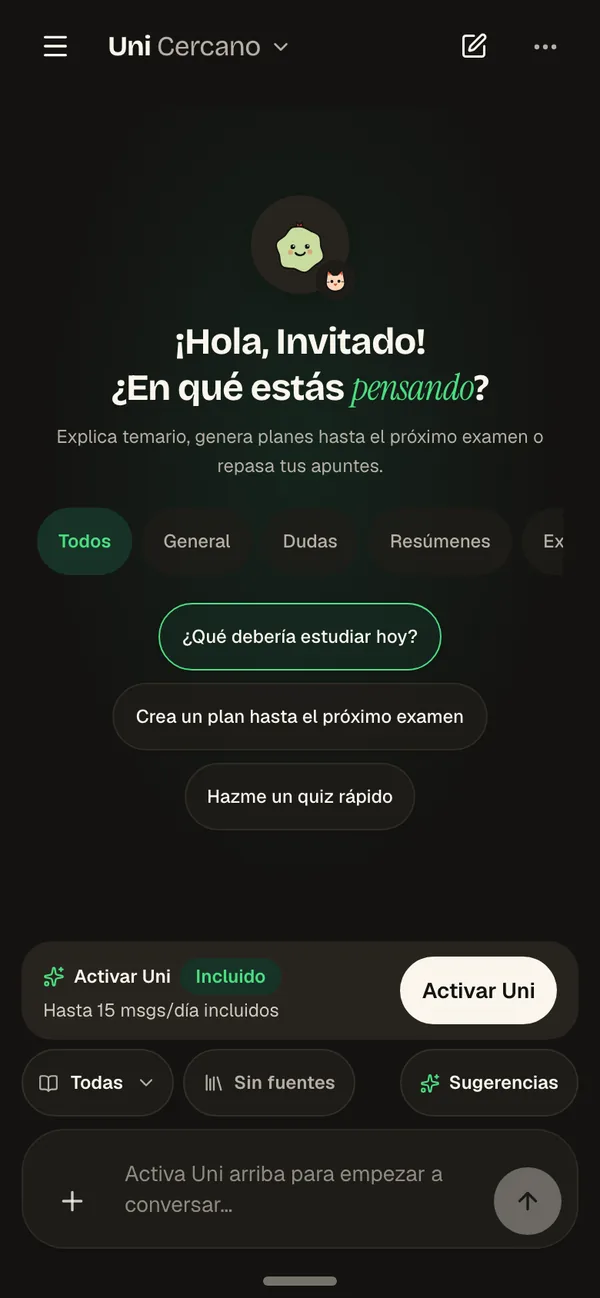 Uni Cercano
¡Hola, Invitado!
¿En qué estás pensando?
Explica temario, genera planes hasta el próximo examen o
repasa tus apuntes.
Todos
General
Dudas
Resúmenes
Ex
¿Qué debería estudiar hoy?
Crea un plan hasta el próximo examen
Hazme un quiz rápido
Activar Uni
Incluido
Hasta 15 msgs/día incluidos
Activar Uni
Todas
Sin fuentes
Sugerencias
Activa Uni arriba para empezar a
conversar...